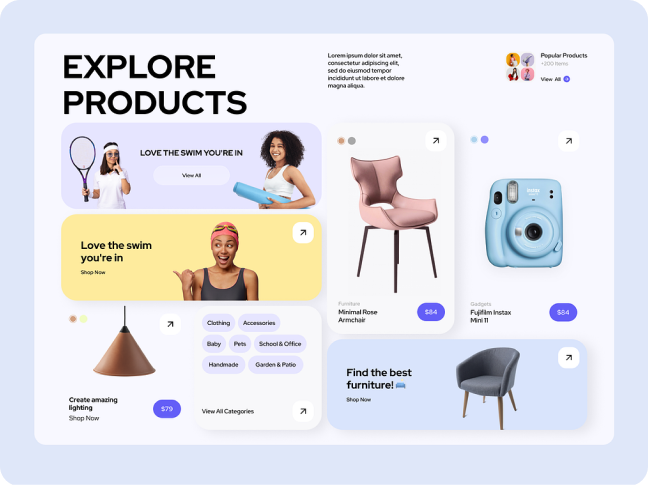 EXPLORE
PRODUCTS
Lorem ipsum dolor sit amet,
consectetur adipiscing elit,
sed do eiusmod tempor
incididunt ut labore et dolore
magna aliqua.
Popular Products
+200 Items
View All
LOVE THE SWIM YOU'RE IN
View All
Love the swim
you're in
Shop Now
Furniture
Minimal Rose
Armchair
$84
instax
mini 11
Gadgets
Fujifilm Instax
Mini 11
$84
Create amazing
lighting
Shop Now
$79
Clothing
Accessories
Baby
Pets
School & Office
Handmade
Garden & Patio
View All Categories
Find the best
furniture!
Shop Now